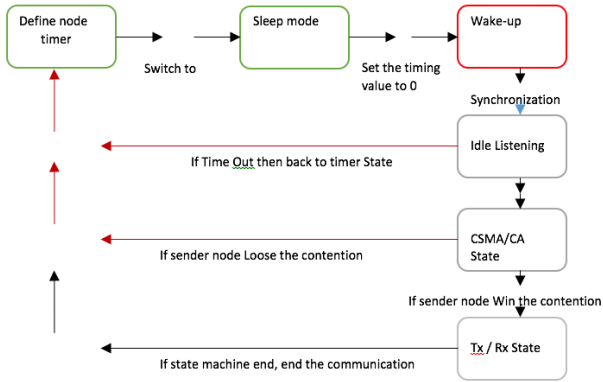 Define node
timer
Sleep mode
Wake-up
Switch to
Set the timing
value to 0
Synchronization
Idle Listening
If Time Out then back to timer State
CSMA/CA
State
If sender node Loose the contention
If sender node Win the contention
Tx / Rx State
If state machine end, end the communication